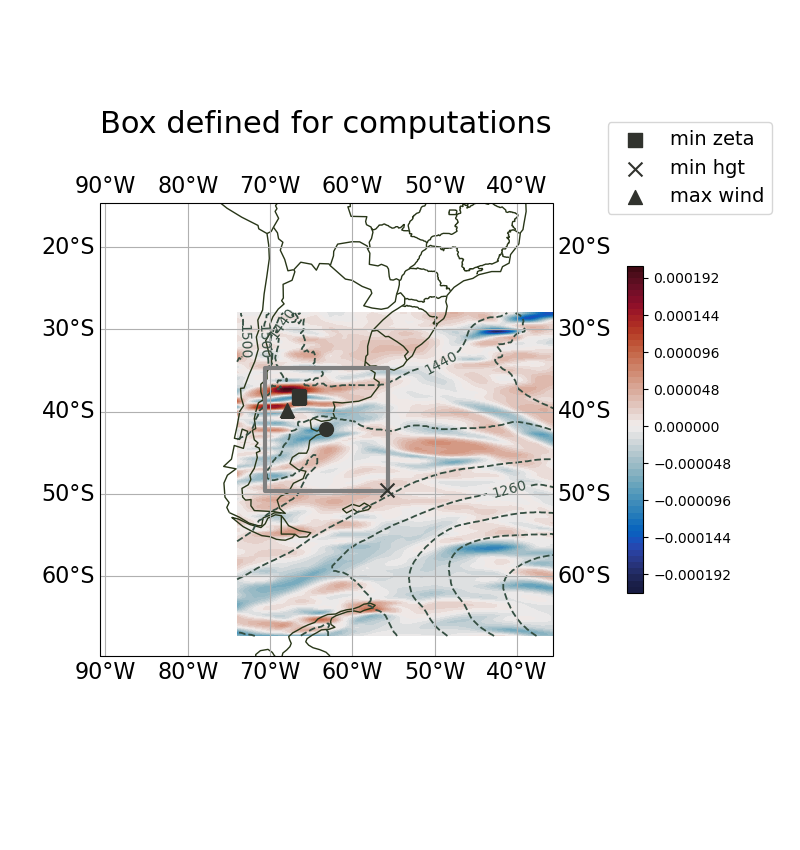 Box defined for computations
min zeta
min hgt
max wind
90°W 80°W 70°W 60°W 50°W 40°W
20°S 20°S
30°S 30°S
40°S 40°S
50°S 50°S
60°S 60°S
90°W 80°W 70°W 60°W 50°W 40°W
1500
1440
1440
1260
0.000192
0.000144
0.000096
0.000048
0.000000
−0.000048
−0.000096
−0.000144
−0.000192